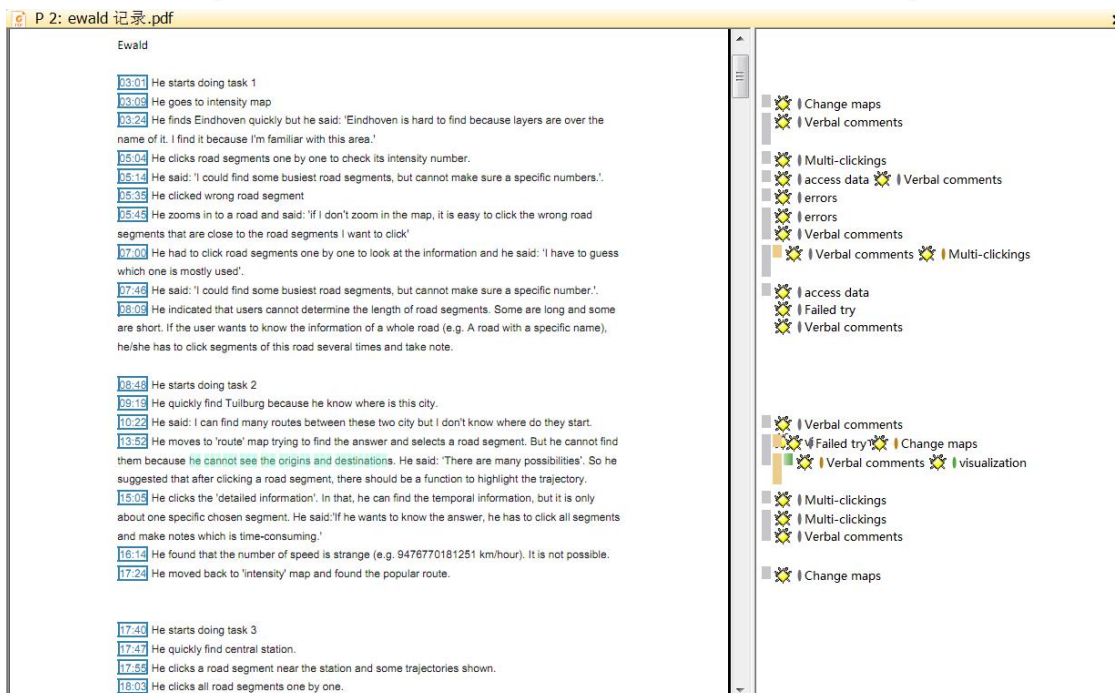 P 2: ewald 记录.pdf
Ewald
03:01 He starts doing task 1
03:09 He goes to intensity map
03:24 He finds Eindhoven quickly but he said: 'Eindhoven is hard to find because layers are over the
name of it. I find it because I'm familiar with this area.'
05:04 He clicks road segments one by one to check its intensity number.
05:14 He said: 'I could find some busiest road segments, but cannot make sure a specific numbers.'.
05:35 He clicked wrong road segment
05:45 He zooms in to a road and said: 'if I don't zoom in the map, it is easy to click the wrong road
segments that are close to the road segments I want to click'
07:00 He had to click road segments one by one to look at the information and he said: 'I have to guess
which one is mostly used'.
07:46 He said: 'I could find some busiest road segments, but cannot make sure a specific number.'.
08:09 He indicated that users cannot determine the length of road segments. Some are long and some
are short. If the user wants to know the information of a whole road (e.g. A road with a specific name),
he/she has to click segments of this road several times and take note.
08:48 He starts doing task 2
09:19 He quickly find Tuilburg because he know where is this city.
10:22 He said: I can find many routes between these two city but I don't know where do they start.
13:52 He moves to 'route' map trying to find the answer and selects a road segment. But he cannot find
them because he cannot see the origins and destinations. He said: 'There are many possibilities'. So he
suggested that after clicking a road segment, there should be a function to highlight the trajectory.
15:05 He clicks the 'detailed information'. In that, he can find the temporal information, but it is only
about one specific chosen segment. He said:'If he wants to know the answer, he has to click all segments
and make notes which is time-consuming.'
16:14 He found that the number of speed is strange (e.g. 9476770181251 km/hour). It is not possible.
17:24 He moved back to 'intensity' map and found the popular route.
17:40 He starts doing task 3
17:47 He quickly find central station.
17:55 He clicks a road segment near the station and some trajectories shown.
18:03 He clicks all road segments one by one.
Change maps
Verbal comments
Multi-clickings
access data Verbal comments
errors
errors
Verbal comments
Verbal comments Multi-clickings
access data
Failed try
Verbal comments
Verbal comments
Failed try Change maps
Verbal comments visualization
Multi-clickings
Multi-clickings
Verbal comments
Change maps